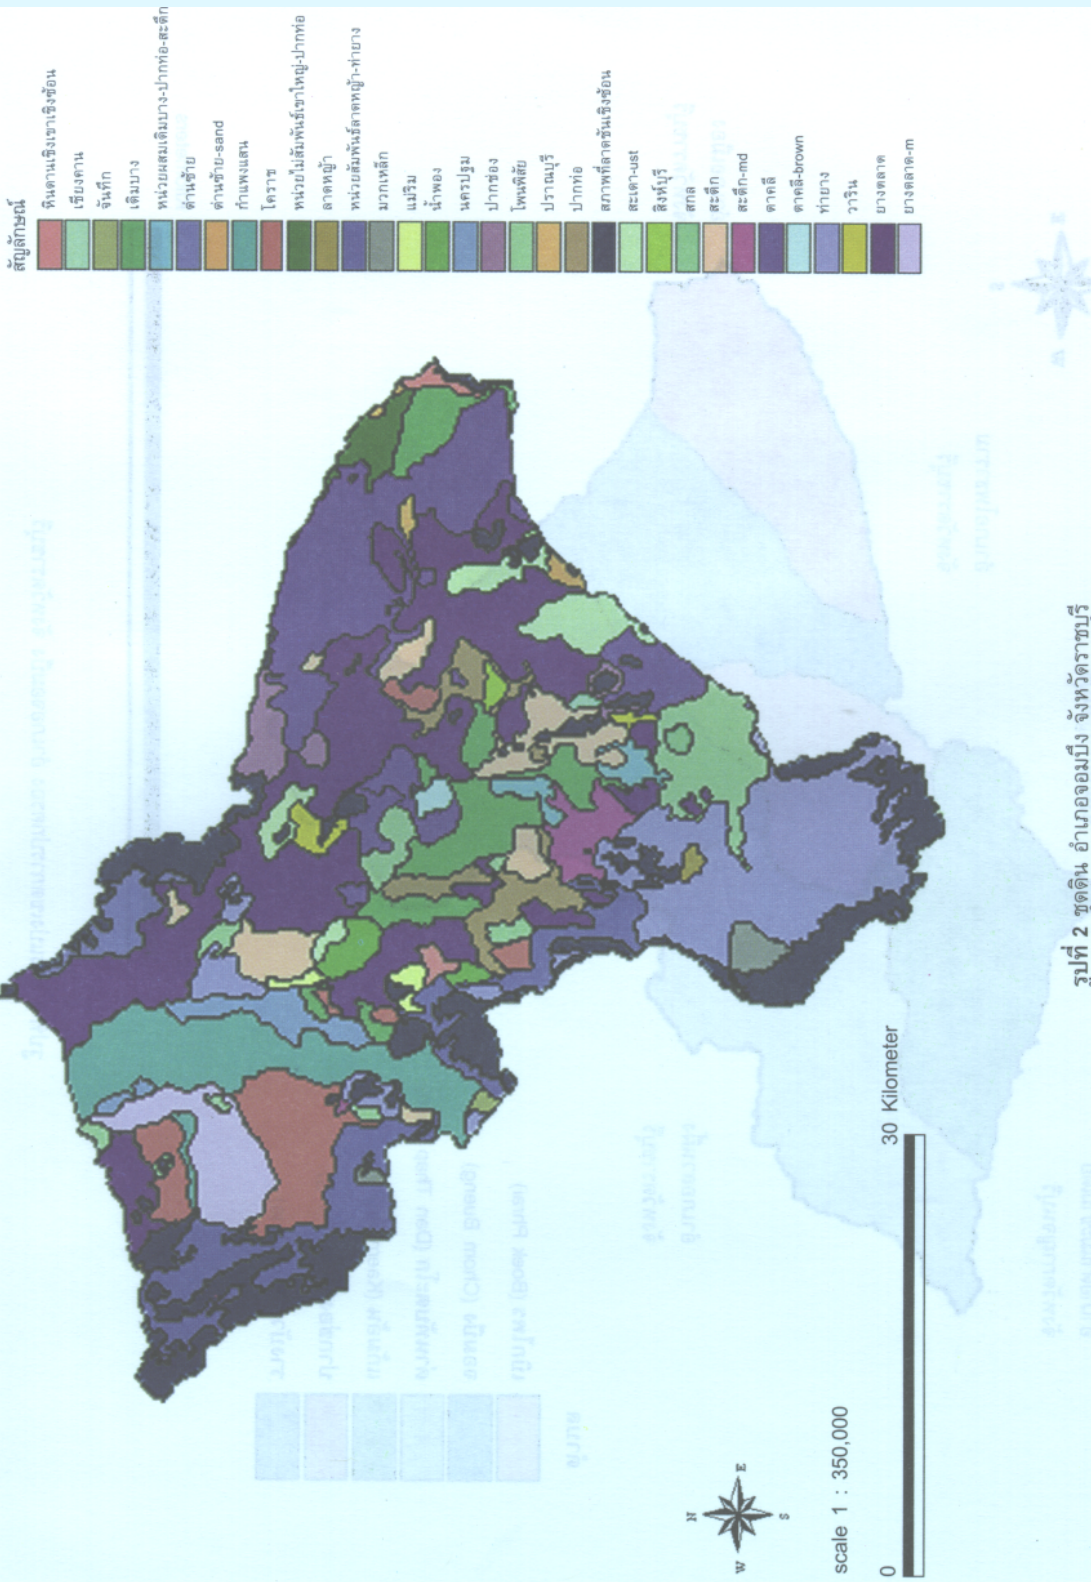 สัญลักษณ์
หินดานเชิงเขาเชิงซ้อน
เชียงคาน
จันทึก
เดิมบาง
หน่วยผสมเดิมบาง-ปากท่อ-สะตึก
ด่านซ้าย
ด่านซ้าย-sand
กำแพงแสน
โคราช
หน่วยไม่สัมพันธ์เขาใหญ่-ปากท่อ
ลาดหญ้า
หน่วยสัมพันธ์ลาดหญ้า-ท่ายาง
มวกเหล็ก
แม่ริม
น้ำพอง
นครปฐม
ปากช่อง
โพนพิสัย
ปราณบุรี
ปากท่อ
สภาพที่ลาดชันเชิงซ้อน
สะเดา-ust
สิงห์บุรี
สกล
สะตึก
สะตึก-md
ตาคลี
ตาคลี-brown
ท่ายาง
วาริน
ยางตลาด
ยางตลาด-m
N
W
E
S
scale 1 : 350,000
0
30 Kilometer
รูปที่ 2 ชุดดิน อำเภอจอมบึง จังหวัดราชบุรี